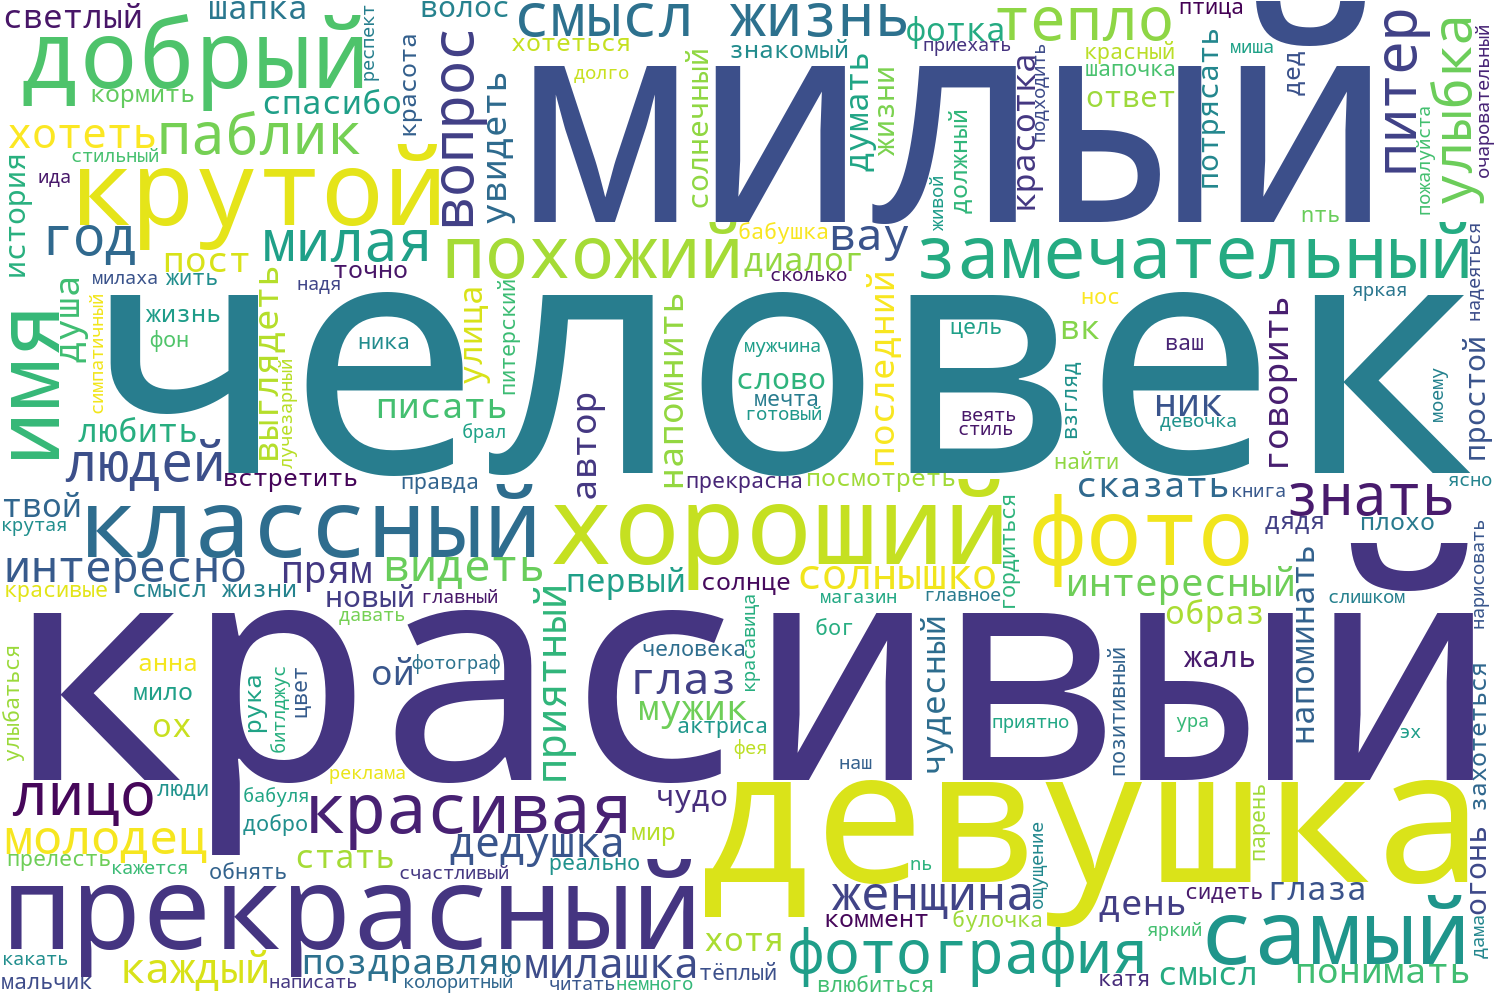 светлый
шапка
респект
волос
смысл жизнь
фотка
тепло
птица
добрый
хотеться
знакомый
приехать
красный
миша
долго
шапочка
дед
питер
улыбка
очаровательный
кормить
спасибо
красота
вопрос
увидеть
солнечный
думать
жизни
милый
красотка
подходить
ответ
потрясать
пожалуйста
хотеть
паблик
стильный
ида
крутой
живой
должный
пть
история
год
милая
похожий
бабушка
вау
диалог
замечательный
надеяться
пост
милаха
жить
точно
надя
сколько
яркая
душа
имя
симпатичный
жизнь
фон
выглядеть
лучезарный
ника
улица
питерский
напомнить
мужчина
слово
мечта
готовый
последний
цель
нос
вк
взгляд
ваш
ник
девочка
говорить
моему
простой
человек
писать
брал
автор
веять
стиль
любить
людей
встретить
правда
прекрасна
посмотреть
найти
сказать
книга
знать
ясно
твой
крутая
классный
хороший
гордиться
фото
дядя
плохо
интересно
прям
видеть
первый
солнце
солнышко
интересный
напоминать
нарисовать
красивые
смысл жизни
новый
главный
давать
приятный
магазин
главное
образ
слишком
красавица
бог
чудесный
человека
жаль
улыбаться
анна
мило
ох
рука
битлджус
цвет
ой
фотограф
глаз
мужик
актриса
фея
приятно
позитивный
ура
эх
захотеться
красивый
наш
реклама
лицо
люди
бабуля
добро
красивая
чудо
девушка
парень
огонь
молодец
дедушка
мир
прелесть
кажется
обнять
стать
счастливый
реально
пь
ощущение
женщина
глаза
сидеть
день
прекрасный
коммент
булочка
яркий
самый
дама
хотя
фотография
какать
мальчик
каждый
написать
поздравляю
колоритный
милашка
читать
немного
тёплый
влюбиться
катя
смысл
понимать